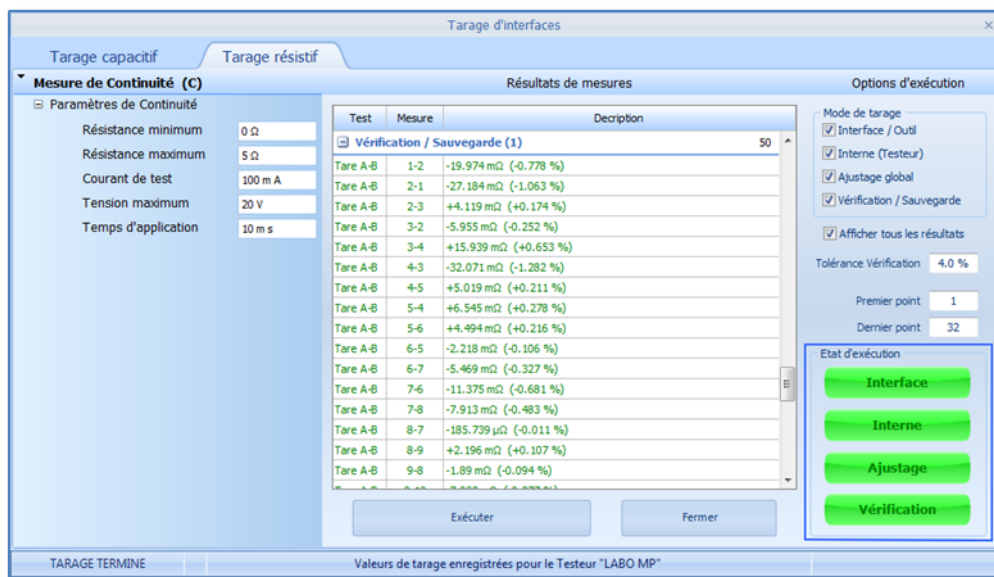 Tarage d'interfaces
Tarage capacitif
Tarage résistif
Mesure de Continuité (C)
Paramètres de Continuité
Résistance minimum 0 Ω
Résistance maximum 5 Ω
Courant de test 100 m A
Tension maximum 20 V
Temps d'application 10 m s
Résultats de mesures
Test Mesure Decription
Vérification / Sauvegarde (1) 50
Tare A-B 1-2 -19.974 mΩ (-0.778 %)
Tare A-B 2-1 -27.184 mΩ (-1.063 %)
Tare A-B 2-3 +4.119 mΩ (+0.174 %)
Tare A-B 3-2 -5.955 mΩ (-0.252 %)
Tare A-B 3-4 +15.939 mΩ (+0.653 %)
Tare A-B 4-3 -32.071 mΩ (-1.282 %)
Tare A-B 4-5 +5.019 mΩ (+0.211 %)
Tare A-B 5-4 +6.545 mΩ (+0.278 %)
Tare A-B 5-6 +4.494 mΩ (+0.216 %)
Tare A-B 6-5 -2.218 mΩ (-0.106 %)
Tare A-B 6-7 -5.469 mΩ (-0.327 %)
Tare A-B 7-6 -11.375 mΩ (-0.681 %)
Tare A-B 7-8 -7.913 mΩ (-0.483 %)
Tare A-B 8-7 -185.739 µΩ (-0.011 %)
Tare A-B 8-9 +2.196 mΩ (+0.107 %)
Tare A-B 9-8 -1.89 mΩ (-0.094 %)
Exécuter
Fermer
Options d'exécution
Mode de tarage
Interface / Outil
Interne (Testeur)
Ajustage global
Vérification / Sauvegarde
Afficher tous les résultats
Tolérance Vérification 4.0 %
Premier point 1
Dernier point 32
Etat d'exécution
Interface
Interne
Ajustage
Vérification
TARAGE TERMINE
Valeurs de tarage enregistrées pour le Testeur "LABO MP"